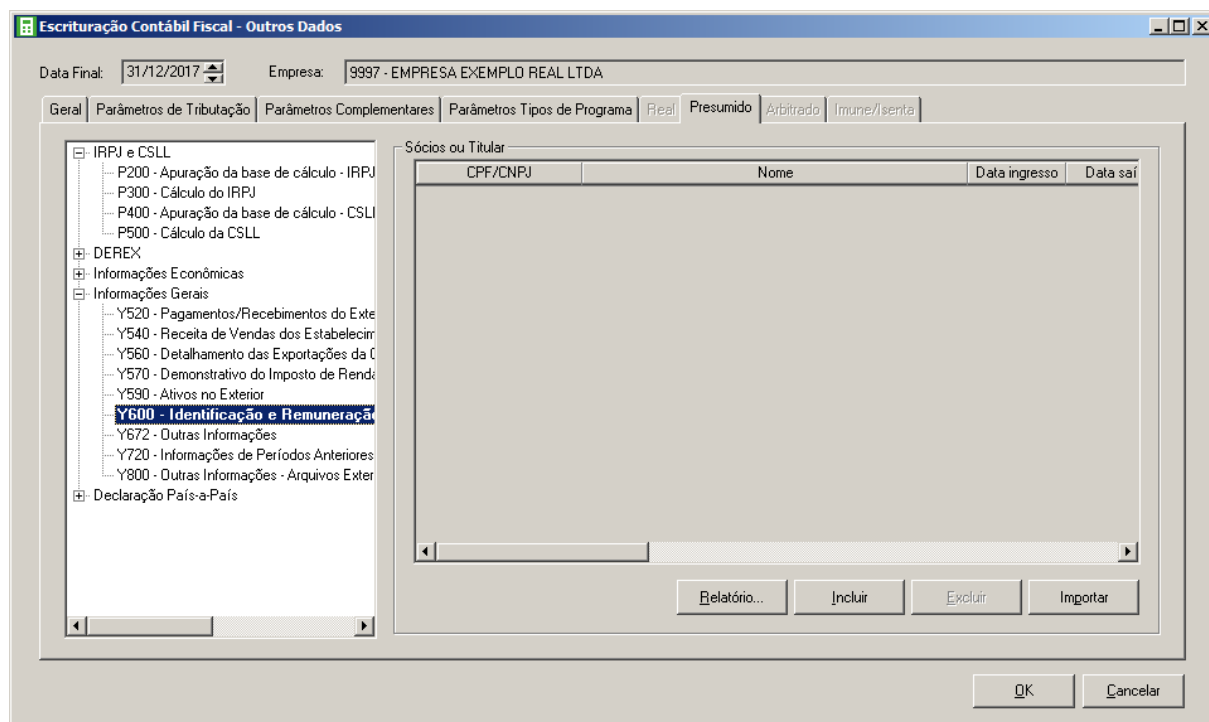 Escrituração Contábil Fiscal - Outros Dados
Data Final: 31/12/2017 Empresa: 9997 - EMPRESA EXEMPLO REAL LTDA
Geral Parâmetros de Tributação Parâmetros Complementares Parâmetros Tipos de Programa Real Presumido Arbitrado Imune/Isenta
IRPJ e CSLL
P200 - Apuração da base de cálculo - IRPJ
P300 - Cálculo do IRPJ
P400 - Apuração da base de cálculo - CSLL
P500 - Cálculo da CSLL
DEREX
Informações Econômicas
Informações Gerais
Y520 - Pagamentos/Recebimentos do Exte
Y540 - Receita de Vendas dos Estabelecim
Y560 - Detalhamento das Exportações da C
Y570 - Demonstrativo do Imposto de Renda
Y590 - Ativos no Exterior
Y600 - Identificação e Remuneração
Y672 - Outras Informações
Y720 - Informações de Períodos Anteriores
Y800 - Outras Informações - Arquivos Exter
Declaração País-a-País
Sócios ou Titular
CPF/CNPJ Nome Data ingresso Data saí
Relatório... Incluir Excluir Importar
OK Cancelar